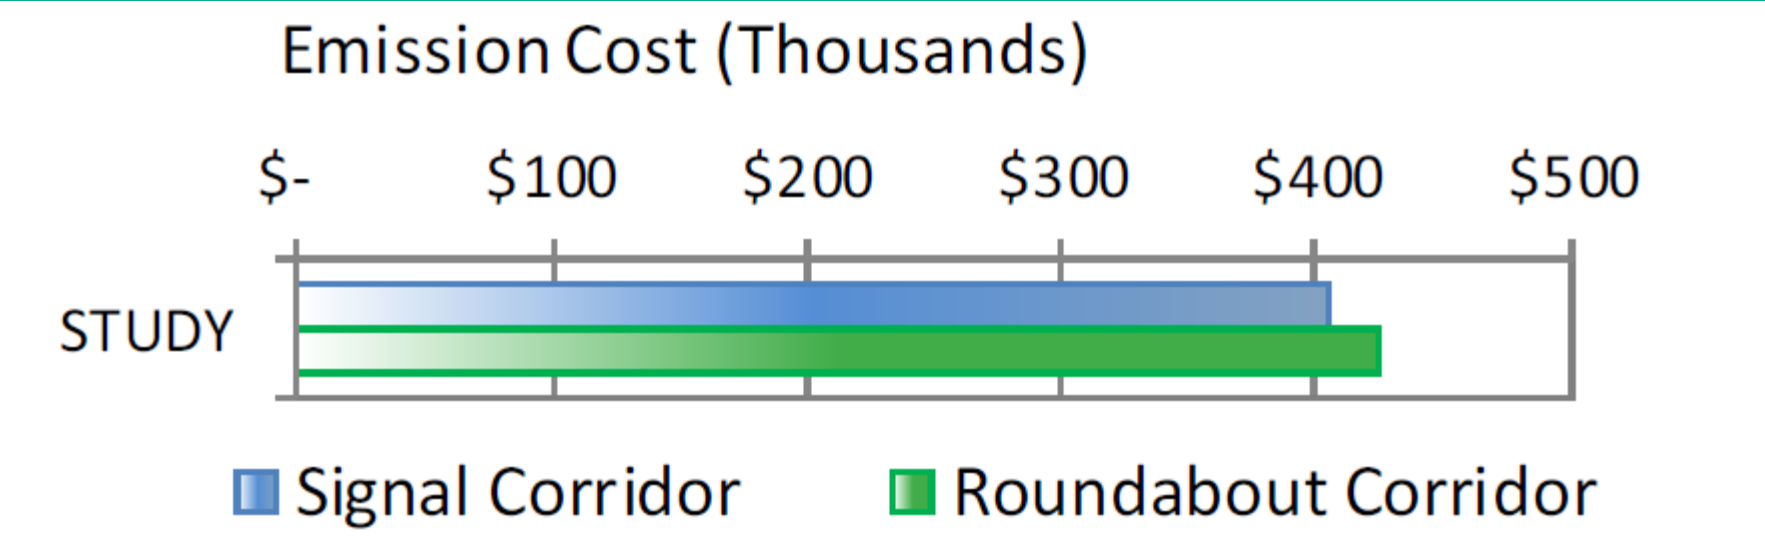 Emission Cost (Thousands)
$- $100 $200 $300 $400 $500
STUDY
Signal Corridor Roundabout Corridor